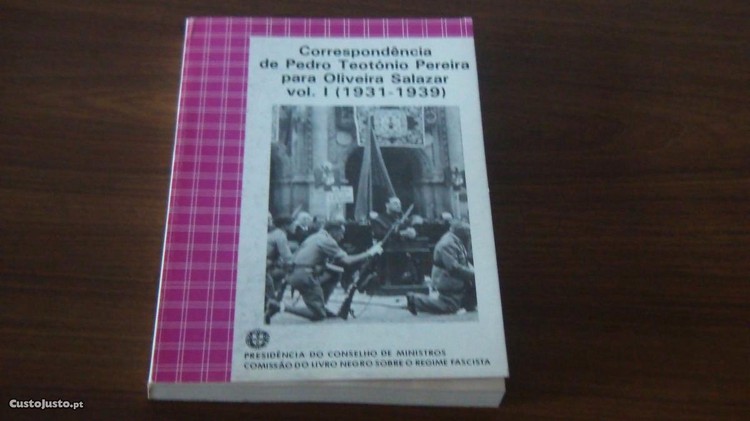 Correspondência
de Pedro Teotónio Pereira
para Oliveira Salazar
vol. I (1931-1939)
PRESIDÊNCIA DO CONSELHO DE MINISTROS
COMISSÃO DO LIVRO NEGRO SOBRE O REGIME FASCISTA
CustoJusto.pt